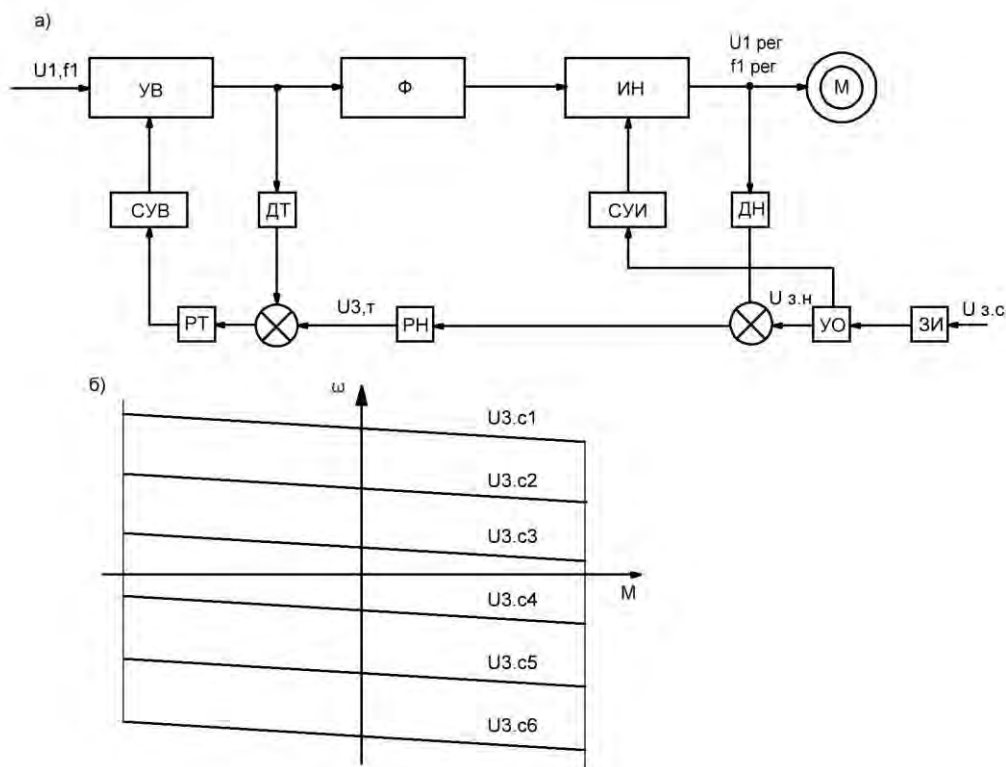 а)
U1,f1
УВ
Ф
ИН
U1 рег
f1 рег
М
СУВ
ДТ
СУИ
ДН
РТ
U3,т
РН
U з.н
УО
ЗИ
U з.с
б)
ω
U3.c1
U3.c2
U3.c3
М
U3.c4
U3.c5
U3.c6